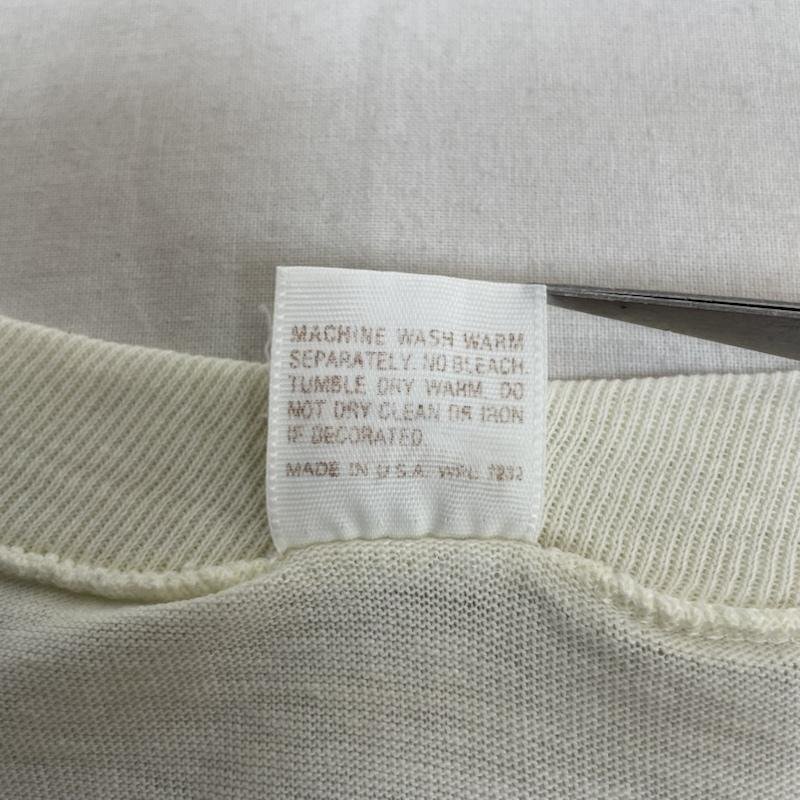 MACHINE WASH WARM
SEPARATELY. NO BLEACH.
TUMBLE DRY WARM. DO
NOT DRY CLEAN OR IRON
IF DECORATED.
MADE IN U.S.A. WPL